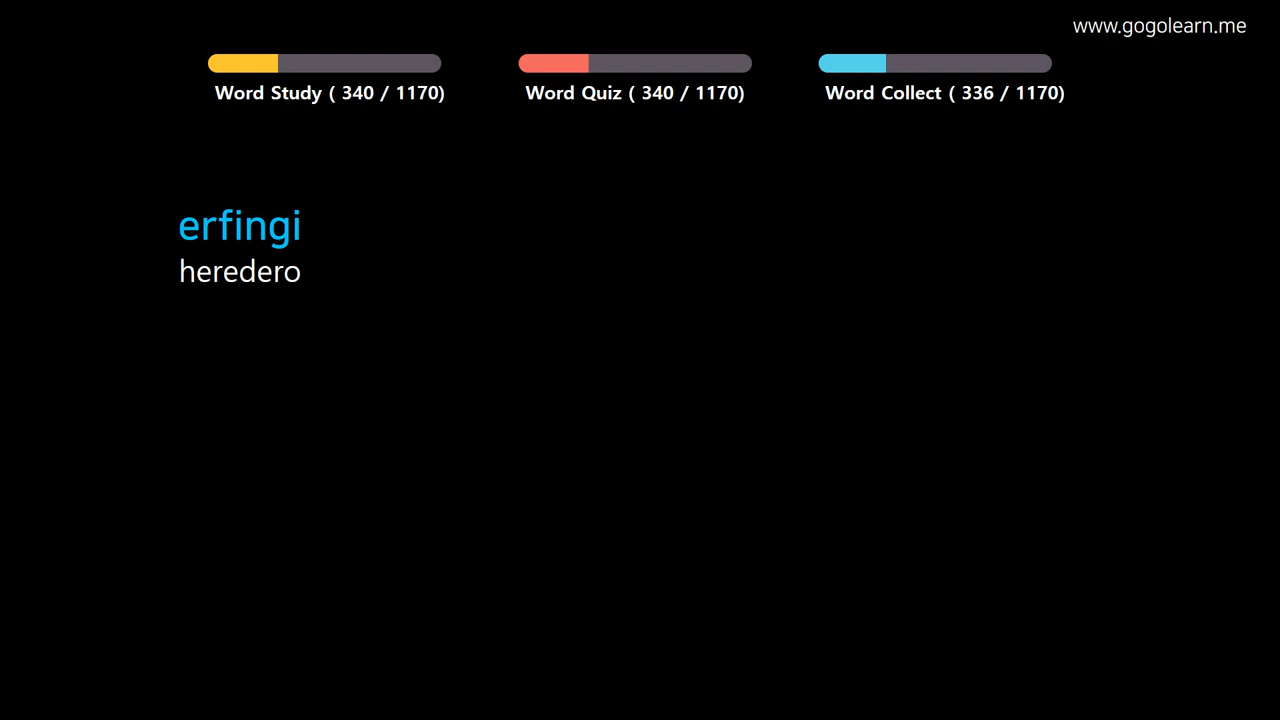 www.gogolearn.me
Word Study ( 340 / 1170)
Word Quiz ( 340 / 1170)
Word Collect ( 336 / 1170)
erfingi
heredero